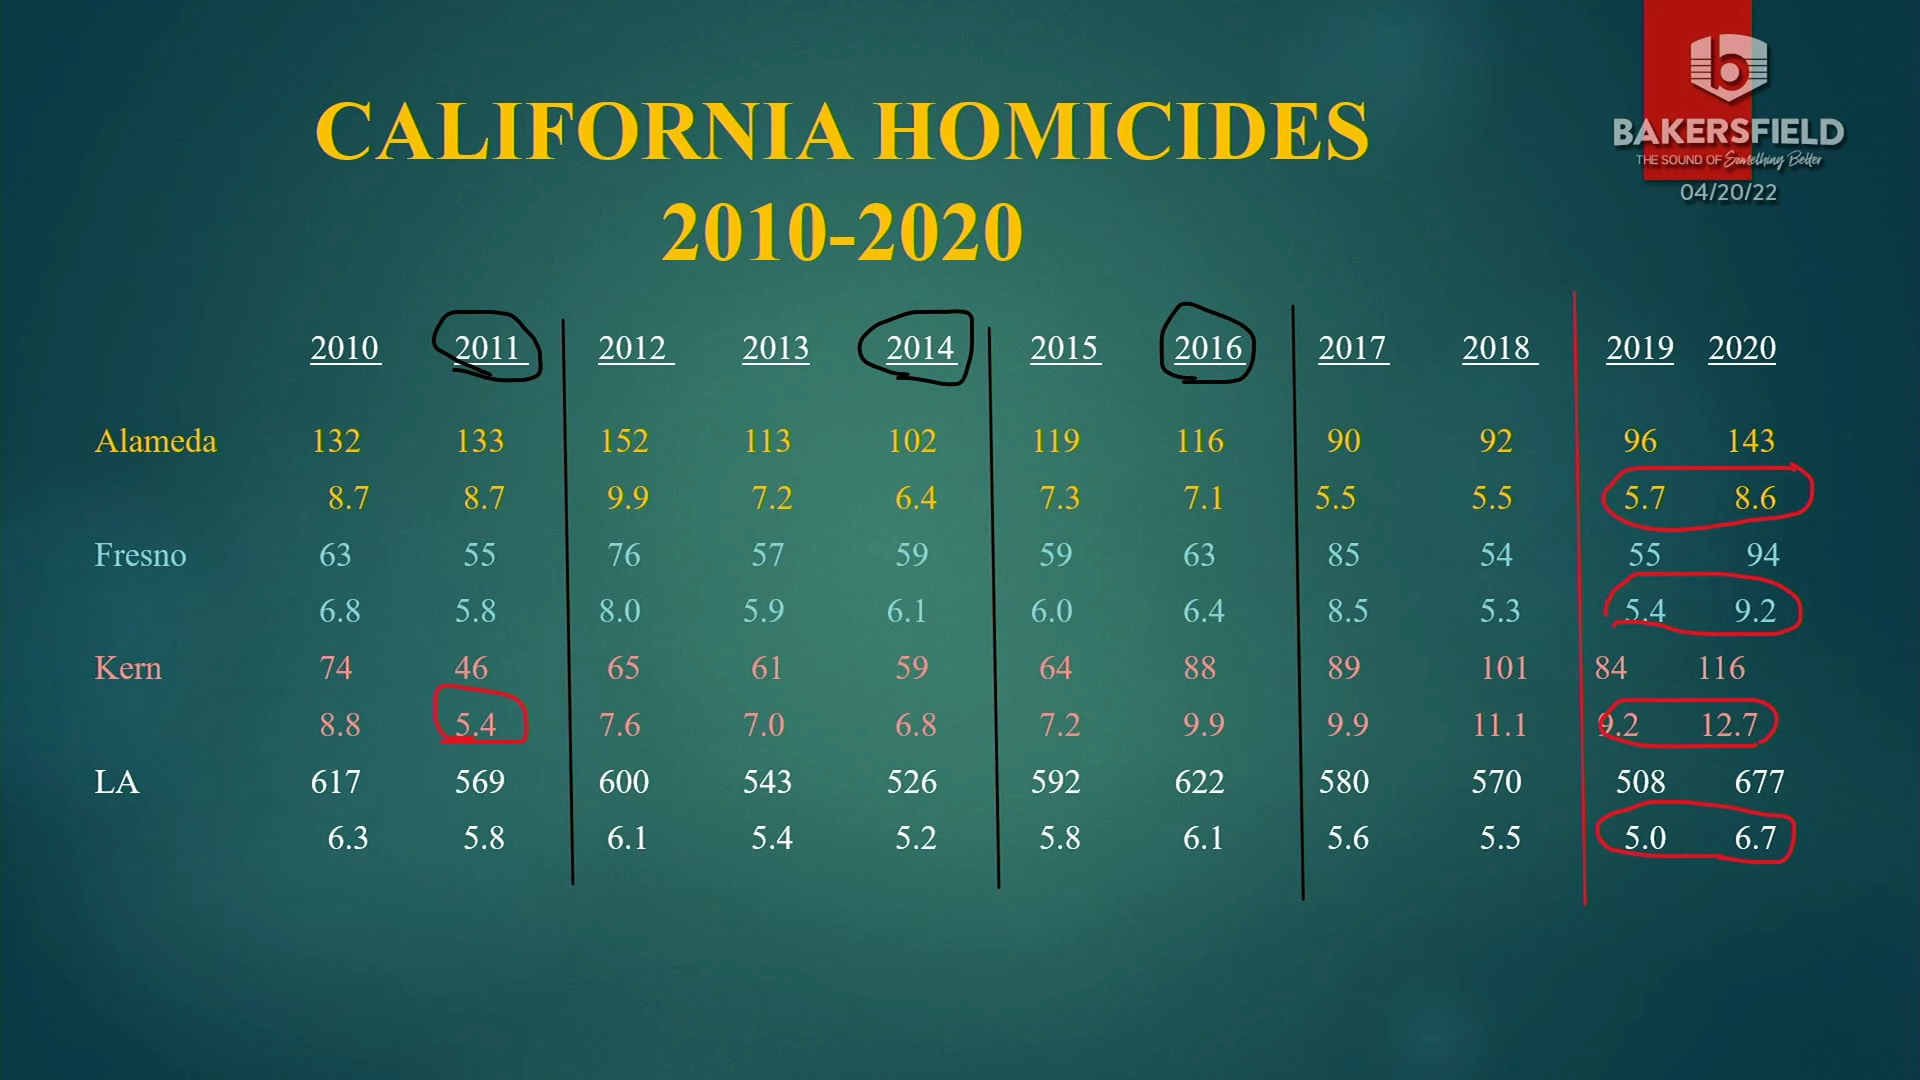 CALIFORNIA HOMICIDES
2010-2020
BAKERSFIELD
THE SOUND OF Something Better
04/20/22
2010 2011 2012 2013 2014 2015 2016 2017 2018 2019 2020
Alameda 132 133 152 113 102 119 116 90 92 96 143
8.7 8.7 9.9 7.2 6.4 7.3 7.1 5.5 5.5 5.7 8.6
Fresno 63 55 76 57 59 59 63 85 54 55 94
6.8 5.8 8.0 5.9 6.1 6.0 6.4 8.5 5.3 5.4 9.2
Kern 74 46 65 61 59 64 88 89 101 84 116
8.8 5.4 7.6 7.0 6.8 7.2 9.9 9.9 11.1 9.2 12.7
LA 617 569 600 543 526 592 622 580 570 508 677
6.3 5.8 6.1 5.4 5.2 5.8 6.1 5.6 5.5 5.0 6.7